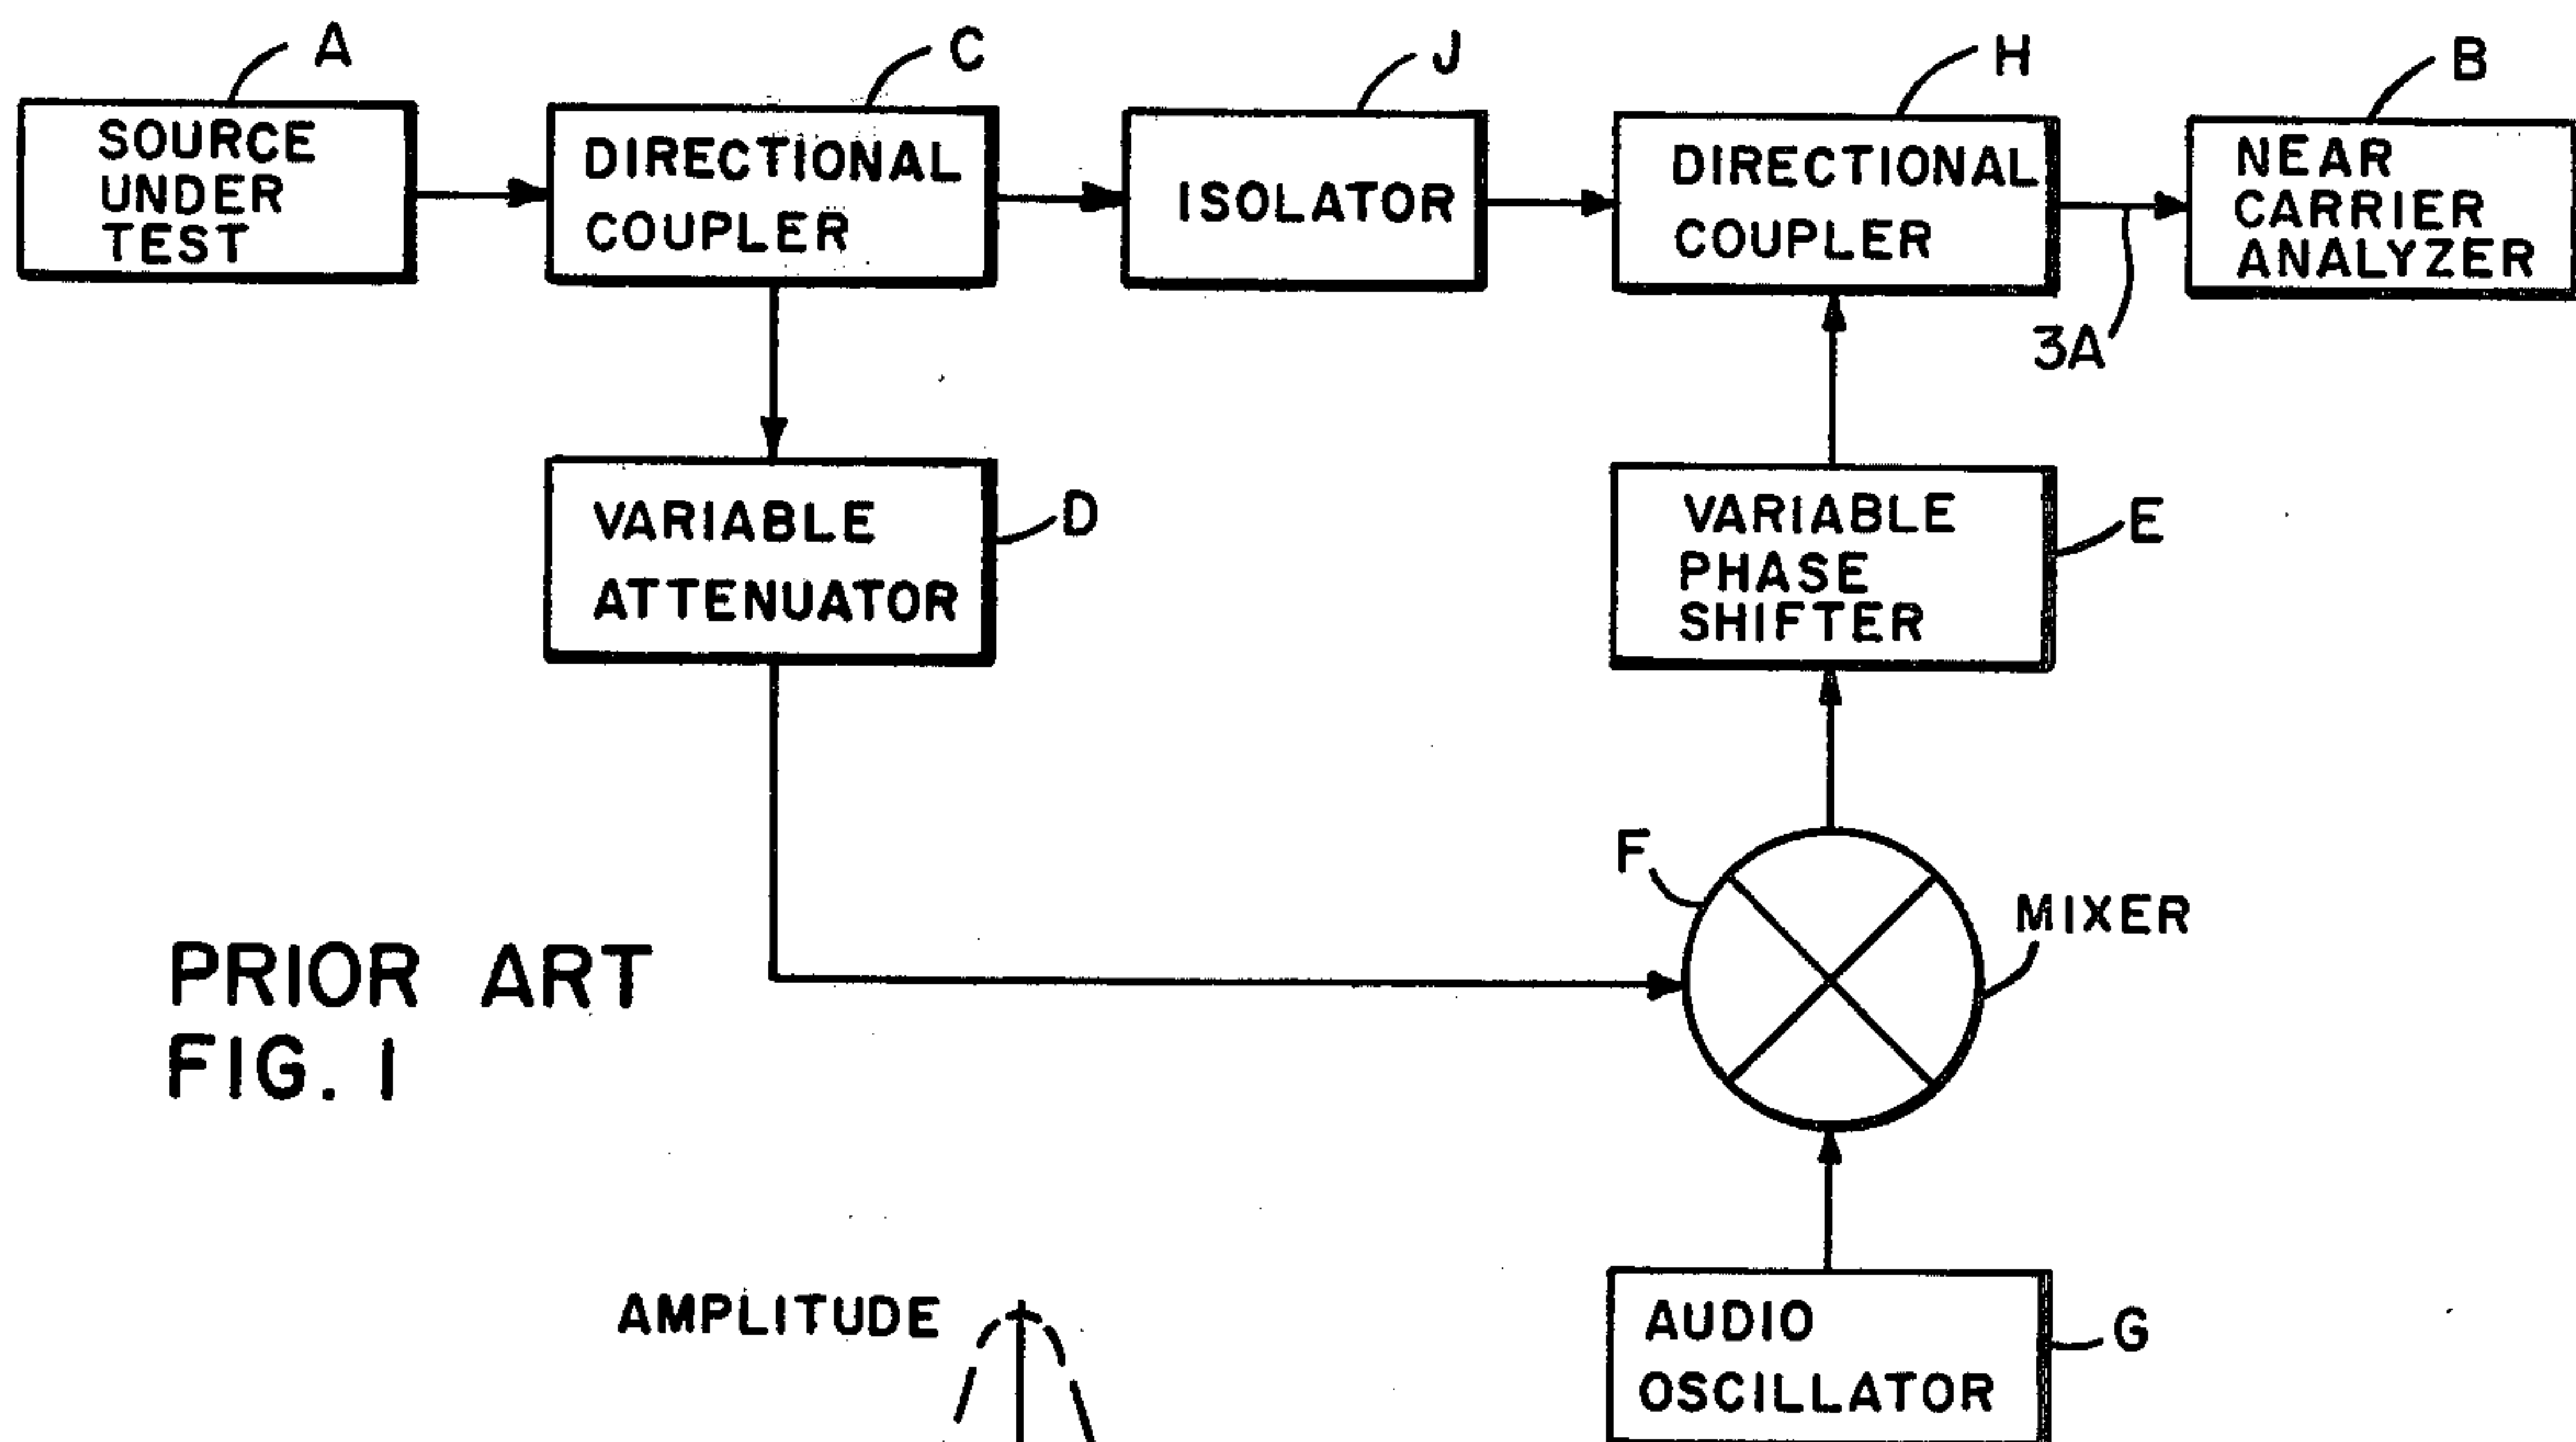 A
C
J
H
B
SOURCE
UNDER
TEST
DIRECTIONAL
COUPLER
ISOLATOR
DIRECTIONAL
COUPLER
NEAR
CARRIER
ANALYZER
3A
VARIABLE
ATTENUATOR
D
VARIABLE
PHASE
SHIFTER
E
F
MIXER
PRIOR ART
FIG. 1
AMPLITUDE
AUDIO
OSCILLATOR
G